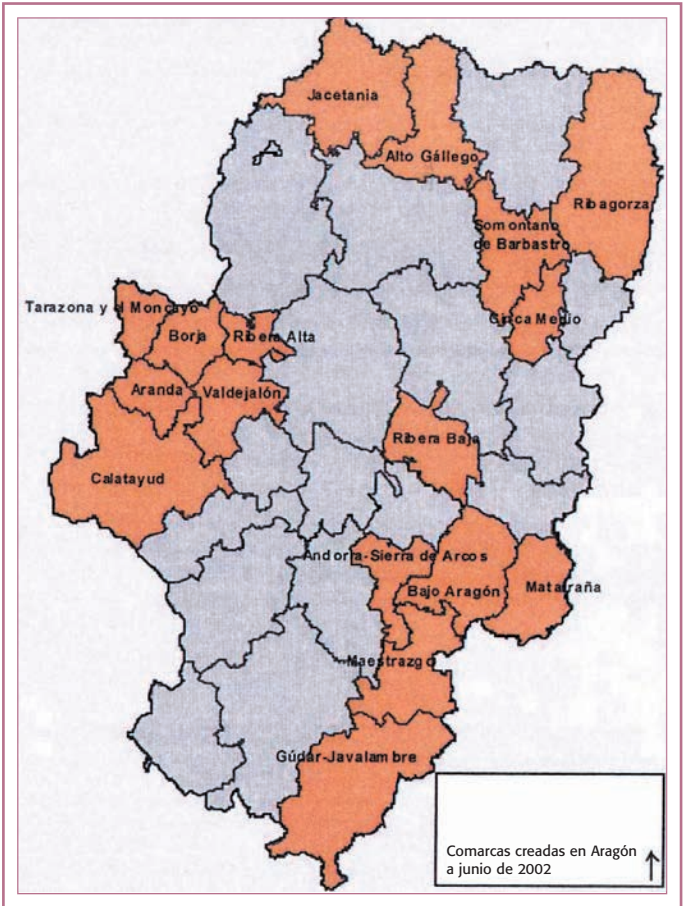 Jacetania
Alto Gállego
Ribagorza
Somontano
de Barbastro
Tarazona y el Moncayo
Cinca Medio
Borja
Ribera Alta
Aranda
Valdejalón
Ribera Baja
Calatayud
Andorra-Sierra de Arcos
Bajo Aragón
Matarraña
Maestrazgo
Gúdar-Javalambre
Comarcas creadas en Aragón
a junio de 2002